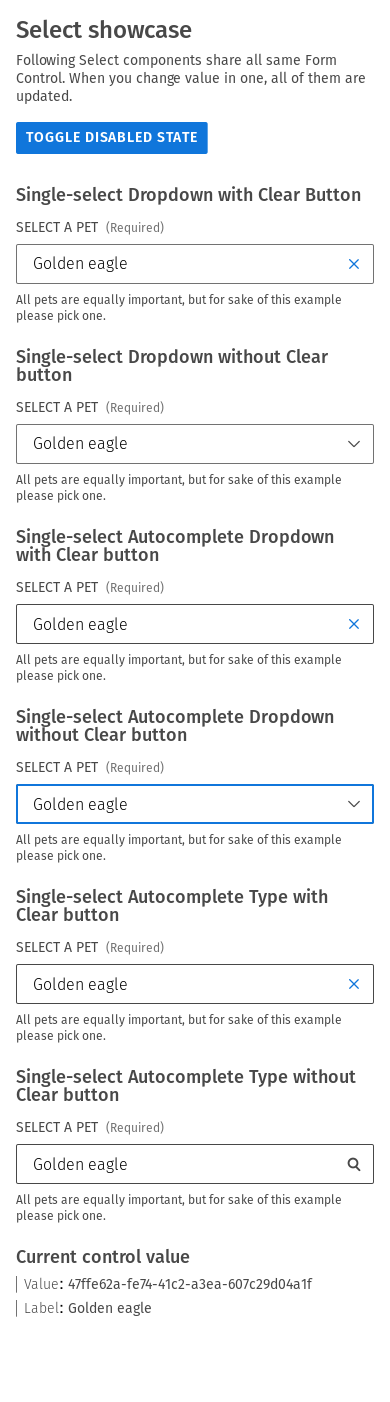 Select showcase
Following Select components share all same Form
Control. When you change value in one, all of them are
updated.
TOGGLE DISABLED STATE
Single-select Dropdown with Clear Button
SELECT A PET (Required)
Golden eagle
All pets are equally important, but for sake of this example
please pick one.
Single-select Dropdown without Clear
button
SELECT A PET (Required)
Golden eagle
All pets are equally important, but for sake of this example
please pick one.
Single-select Autocomplete Dropdown
with Clear button
SELECT A PET (Required)
Golden eagle
All pets are equally important, but for sake of this example
please pick one.
Single-select Autocomplete Dropdown
without Clear button
SELECT A PET (Required)
Golden eagle
All pets are equally important, but for sake of this example
please pick one.
Single-select Autocomplete Type with
Clear button
SELECT A PET (Required)
Golden eagle
All pets are equally important, but for sake of this example
please pick one.
Single-select Autocomplete Type without
Clear button
SELECT A PET (Required)
Golden eagle
All pets are equally important, but for sake of this example
please pick one.
Current control value
Value: 47ffe62a-fe74-41c2-a3ea-607c29d04a1f
Label: Golden eagle